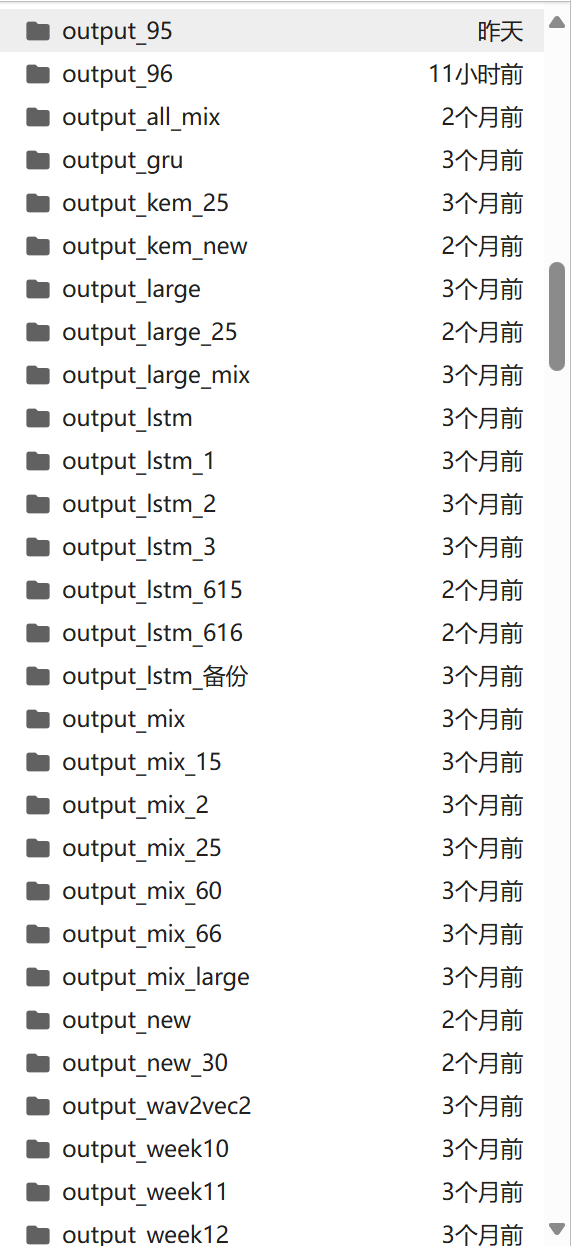 output_95 昨天
output_96 11小时前
output_all_mix 2个月前
output_gru 3个月前
output_kem_25 3个月前
output_kem_new 2个月前
output_large 3个月前
output_large_25 2个月前
output_large_mix 3个月前
output_lstm 3个月前
output_lstm_1 3个月前
output_lstm_2 3个月前
output_lstm_3 3个月前
output_lstm_615 2个月前
output_lstm_616 2个月前
output_lstm_备份 3个月前
output_mix 3个月前
output_mix_15 3个月前
output_mix_2 3个月前
output_mix_25 3个月前
output_mix_60 3个月前
output_mix_66 3个月前
output_mix_large 3个月前
output_new 2个月前
output_new_30 2个月前
output_wav2vec2 3个月前
output_week10 3个月前
output_week11 3个月前
output_week12 3个月前